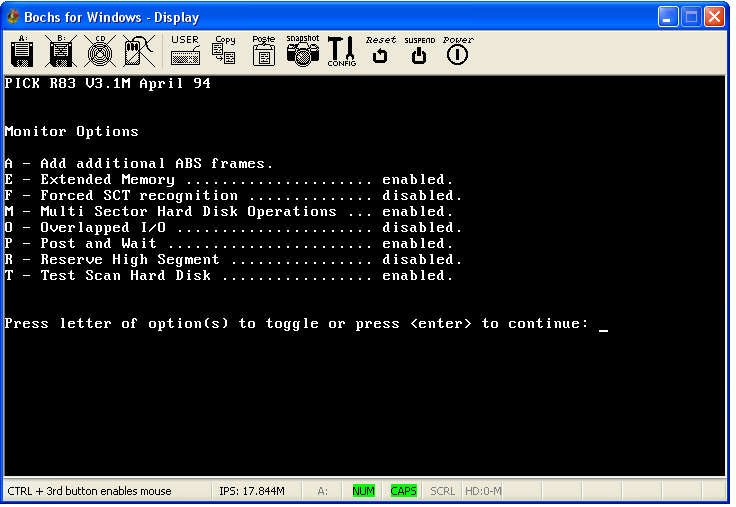 Bochs for Windows - Display
A: B: CD USER Copy Paste snapshot CONFIG Reset SUSPEND Power
PICK R83 V3.1M April 94
Monitor Options
A - Add additional ABS frames.
E - Extended Memory ..................... enabled.
F - Forced SCT recognition .............. disabled.
M - Multi Sector Hard Disk Operations ... enabled.
O - Overlapped I/O ...................... disabled.
P - Post and Wait ....................... enabled.
R - Reserve High Segment ................ disabled.
T - Test Scan Hard Disk ................. enabled.
Press letter of option(s) to toggle or press <enter> to continue: _
CTRL + 3rd button enables mouse IPS: 17.844M A: NUM CAPS SCRL HD:0-M